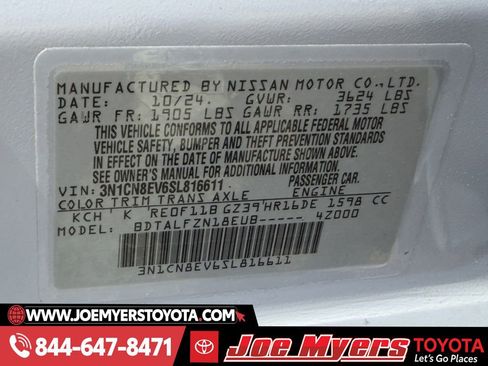 MANUFACTURED BY NISSAN MOTOR CO.,LTD.
DATE: 10/24. GVWR: 3624 LBS
GAWR FR: 1905 LBS GAWR RR: 1735 LBS
THIS VEHICLE CONFORMS TO ALL APPLICABLE FEDERAL MOTOR
VEHICLE SAFETY, BUMPER AND THEFT PREVENTION STANDARDS
IN EFFECT ON THE DATE OF MANUFACTURE SHOWN ABOVE.
SEE OWNER'S MANUAL FOR ADDITIONAL INFORMATION.
PASSENGER CAR
VIN: 3N1CN8EV6SL816611
COLOR TRIM TRANS AXLE ENGINE
KCH K RE0F11B GZ39 HR16DE 1598 CC
BDTALFZN18EUB----- 4Z000
3N1CN8EV6SL816611
WWW.JOEMYERSTOYOTA.COM
844-647-8471
Joe Myers
TOYOTA
Let's Go Places